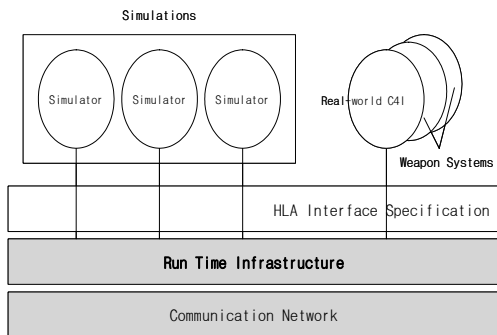 Simulations
Simulator Simulator Simulator
Real-world C4I
Weapon Systems
HLA Interface Specification
Run Time Infrastructure
Communication Network